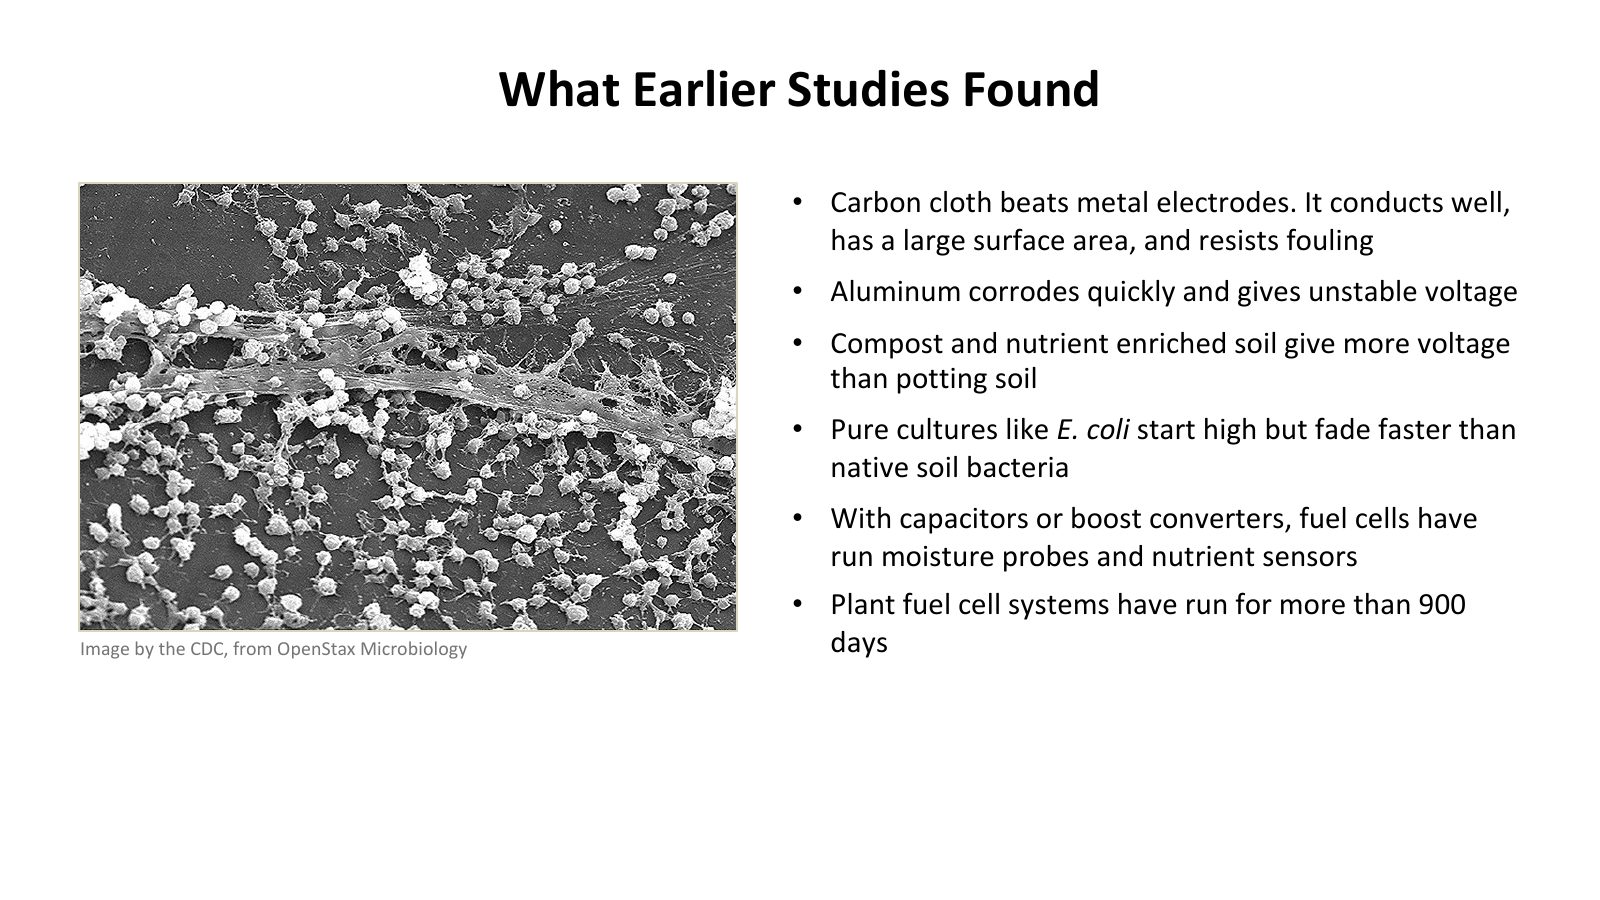 What Earlier Studies Found
• Carbon cloth beats metal electrodes. It conducts well,
has a large surface area, and resists fouling
• Aluminum corrodes quickly and gives unstable voltage
• Compost and nutrient enriched soil give more voltage
than potting soil
• Pure cultures like E. coli start high but fade faster than
native soil bacteria
• With capacitors or boost converters, fuel cells have
run moisture probes and nutrient sensors
• Plant fuel cell systems have run for more than 900
days
Image by the CDC, from OpenStax Microbiology